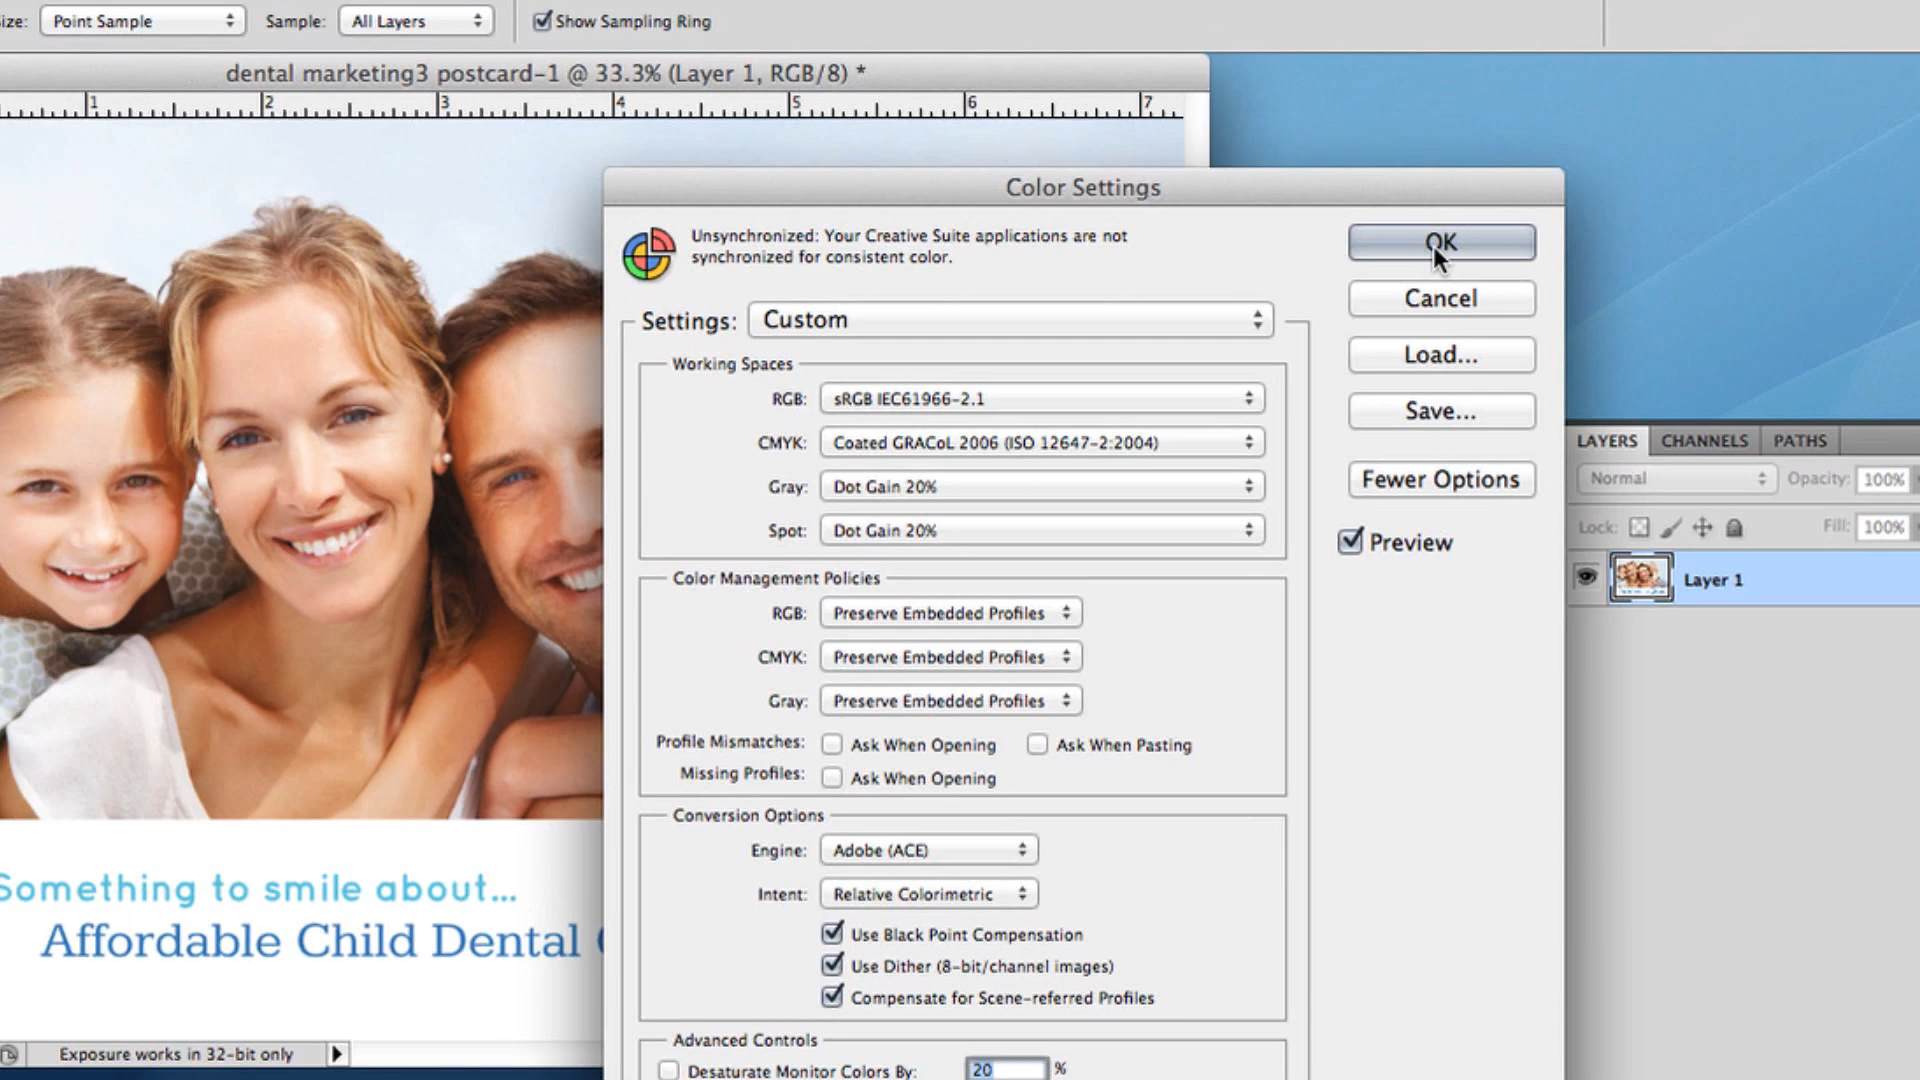 Size: Point Sample Sample: All Layers Show Sampling Ring
dental marketing3 postcard-1 @ 33.3% (Layer 1, RGB/8) *
1 2 3 4 5 6 7
Color Settings
Unsynchronized: Your Creative Suite applications are not
synchronized for consistent color.
OK
Cancel
Settings: Custom
Load...
Working Spaces
RGB: sRGB IEC61966-2.1
Save...
CMYK: Coated GRACoL 2006 (ISO 12647-2:2004)
LAYERS CHANNELS PATHS
Gray: Dot Gain 20%
Fewer Options
Normal Opacity: 100%
Spot: Dot Gain 20%
Preview
Lock: Fill: 100%
Color Management Policies
Layer 1
RGB: Preserve Embedded Profiles
CMYK: Preserve Embedded Profiles
Gray: Preserve Embedded Profiles
Profile Mismatches: Ask When Opening Ask When Pasting
Missing Profiles: Ask When Opening
Conversion Options
Engine: Adobe (ACE)
Intent: Relative Colorimetric
Something to smile about...
Affordable Child Dental
Use Black Point Compensation
Use Dither (8-bit/channel images)
Compensate for Scene-referred Profiles
Advanced Controls
Exposure works in 32-bit only
Desaturate Monitor Colors By: 20 %